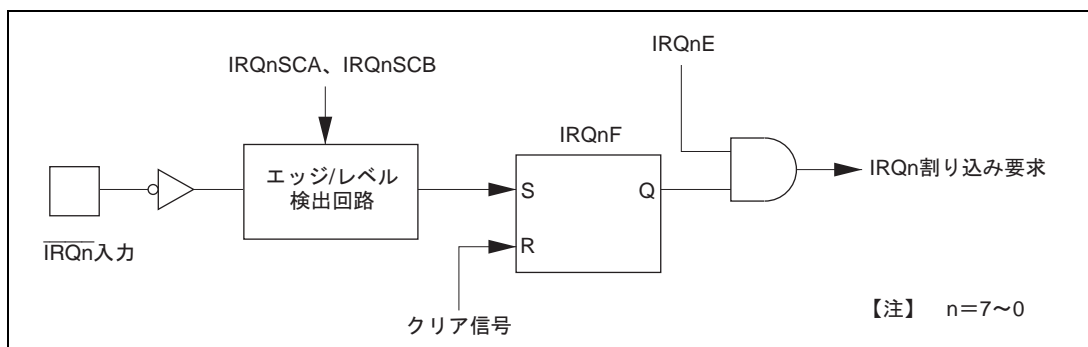 IRQnE
IRQnSCA、IRQnSCB
IRQnF
エッジ/レベル
検出回路
S
Q
R
IRQn割り込み要求
IRQn入力
クリア信号
【注】 n=7～0